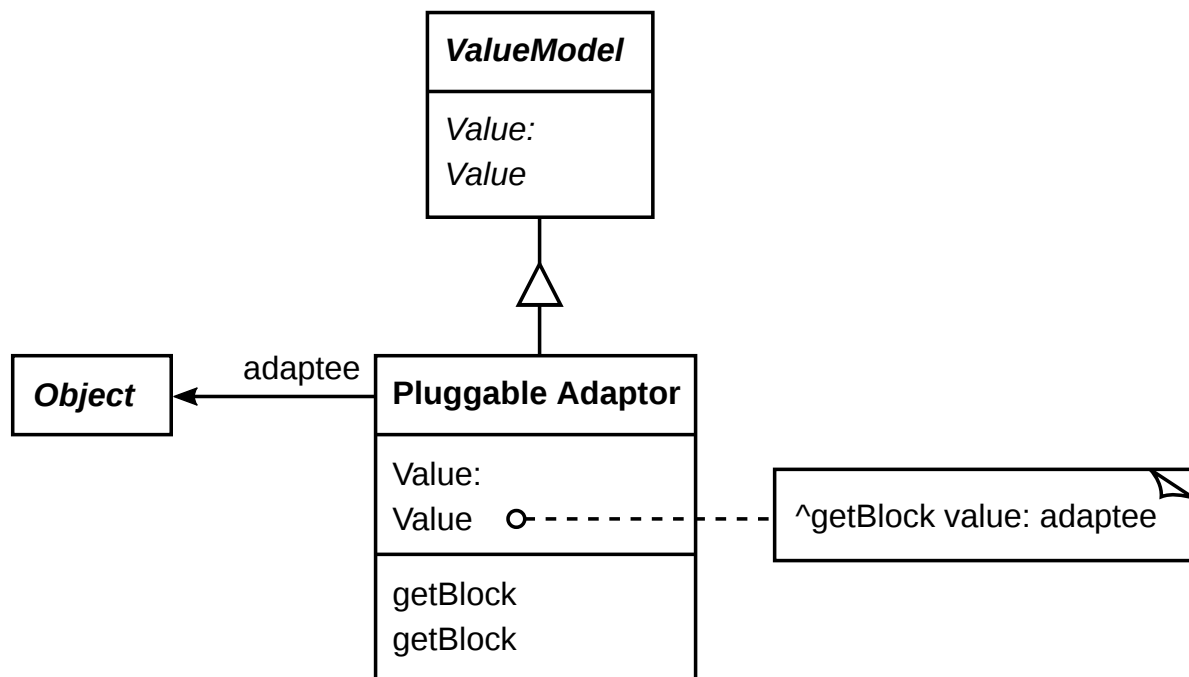 ValueModel
Value:
Value
adaptee
Object
Pluggable Adaptor
Value:
Value
^getBlock value: adaptee
getBlock
getBlock